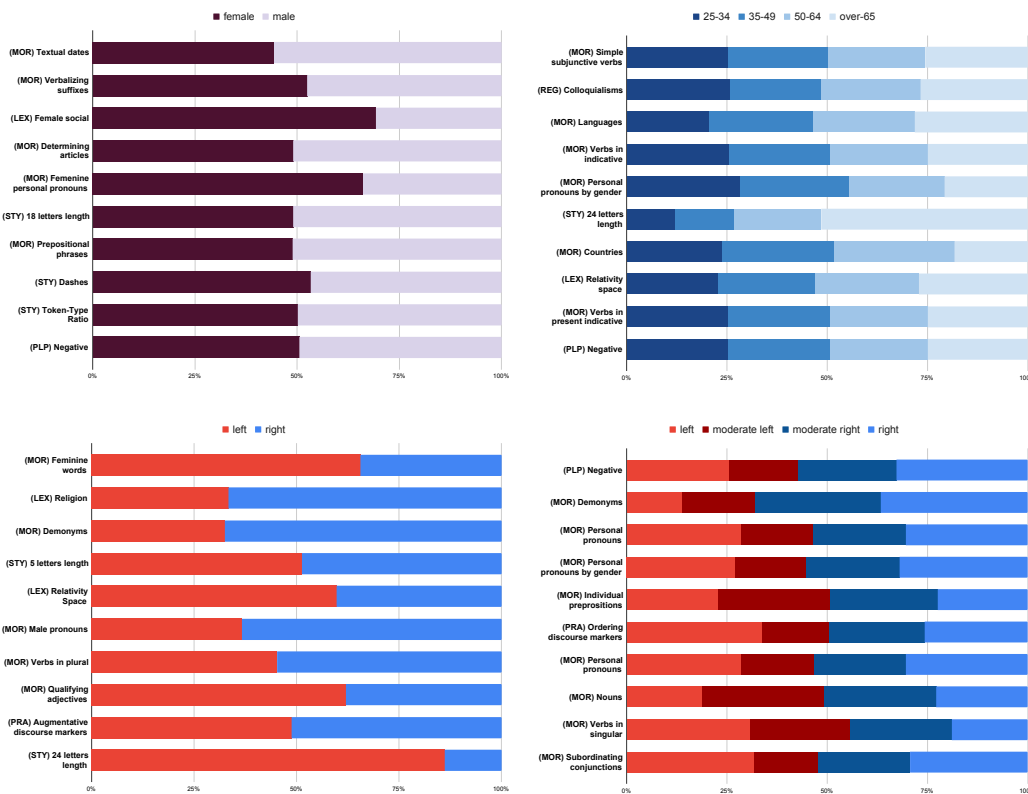 female male
(MOR) Textual dates
(MOR) Verbalizing
suffixes
(LEX) Female social
(MOR) Determining
articles
(MOR) Femenine
personal pronouns
(STY) 18 letters length
(MOR) Prepositional
phrases
(STY) Dashes
(STY) Token-Type
Ratio
(PLP) Negative
0% 25% 50% 75% 100%
25-34 35-49 50-64 over-65
(MOR) Simple
subjunctive verbs
(REG) Colloquialisms
(MOR) Languages
(MOR) Verbs in
indicative
(MOR) Personal
pronouns by gender
(STY) 24 letters
length
(MOR) Countries
(LEX) Relativity
space
(MOR) Verbs in
present indicative
(PLP) Negative
0% 25% 50% 75% 100%
left right
(MOR) Feminine
words
(LEX) Religion
(MOR) Demonyms
(STY) 5 letters length
(LEX) Relativity
Space
(MOR) Male pronouns
(MOR) Verbs in plural
(MOR) Qualifying
adjectives
(PRA) Augmentative
discourse markers
(STY) 24 letters
length
0% 25% 50% 75% 100%
left moderate left moderate right right
(PLP) Negative
(MOR) Demonyms
(MOR) Personal
pronouns
(MOR) Personal
pronouns by gender
(MOR) Individual
prepositions
(PRA) Ordering
discourse markers
(MOR) Personal
pronouns
(MOR) Nouns
(MOR) Verbs in
singular
(MOR) Subordinating
conjunctions
0% 25% 50% 75% 100%